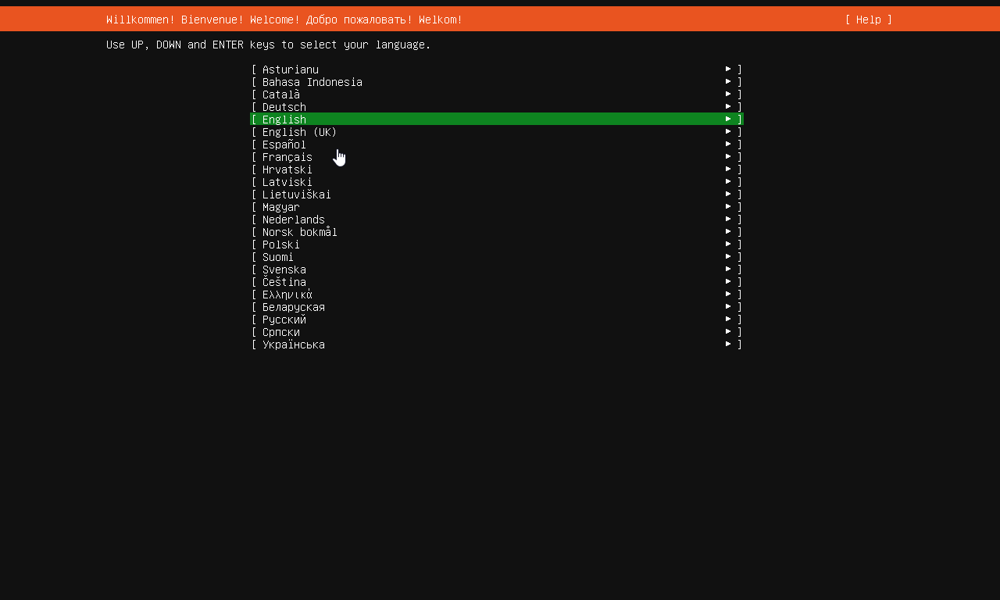 Willkommen! Bienvenue! Welcome! Добро пожаловать! Welkom! [ Help ]
Use UP, DOWN and ENTER keys to select your language.
[ Asturianu ▸ ]
[ Bahasa Indonesia ▸ ]
[ Català ▸ ]
[ Deutsch ▸ ]
[ English ▸ ]
[ English (UK) ▸ ]
[ Español ▸ ]
[ Français ▸ ]
[ Hrvatski ▸ ]
[ Latviski ▸ ]
[ Lietuviškai ▸ ]
[ Magyar ▸ ]
[ Nederlands ▸ ]
[ Norsk bokmål ▸ ]
[ Polski ▸ ]
[ Suomi ▸ ]
[ Svenska ▸ ]
[ Čeština ▸ ]
[ Ελληνικά ▸ ]
[ Беларуская ▸ ]
[ Русский ▸ ]
[ Српски ▸ ]
[ Українська ▸ ]